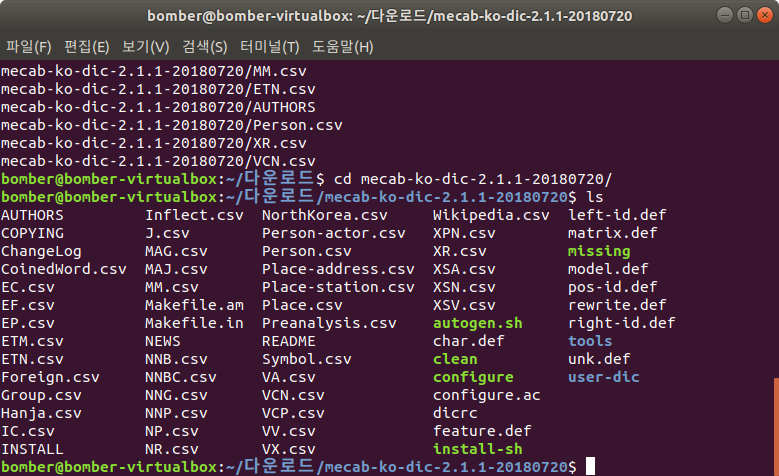 bomber@bomber-virtualbox: ~/다운로드/mecab-ko-dic-2.1.1-20180720
파일(F) 편집(E) 보기(V) 검색(S) 터미널(T) 도움말(H)
mecab-ko-dic-2.1.1-20180720/MM.csv
mecab-ko-dic-2.1.1-20180720/ETN.csv
mecab-ko-dic-2.1.1-20180720/AUTHORS
mecab-ko-dic-2.1.1-20180720/Person.csv
mecab-ko-dic-2.1.1-20180720/XR.csv
mecab-ko-dic-2.1.1-20180720/VCN.csv
bomber@bomber-virtualbox:~/다운로드$ cd mecab-ko-dic-2.1.1-20180720/
bomber@bomber-virtualbox:~/다운로드/mecab-ko-dic-2.1.1-20180720$ ls
AUTHORS Inflect.csv NorthKorea.csv Wikipedia.csv left-id.def
COPYING J.csv Person-actor.csv XPN.csv matrix.def
ChangeLog MAG.csv Person.csv XR.csv missing
CoinedWord.csv MAJ.csv Place-address.csv XSA.csv model.def
EC.csv MM.csv Place-station.csv XSN.csv pos-id.def
EF.csv Makefile.am Place.csv XSV.csv rewrite.def
EP.csv Makefile.in Preanalysis.csv autogen.sh right-id.def
ETM.csv NEWS README char.def tools
ETN.csv NNB.csv Symbol.csv clean unk.def
Foreign.csv NNBC.csv VA.csv configure user-dic
Group.csv NNG.csv VCN.csv configure.ac
Hanja.csv NNP.csv VCP.csv dicrc
IC.csv NP.csv VV.csv feature.def
INSTALL NR.csv VX.csv install-sh
bomber@bomber-virtualbox:~/다운로드/mecab-ko-dic-2.1.1-20180720$